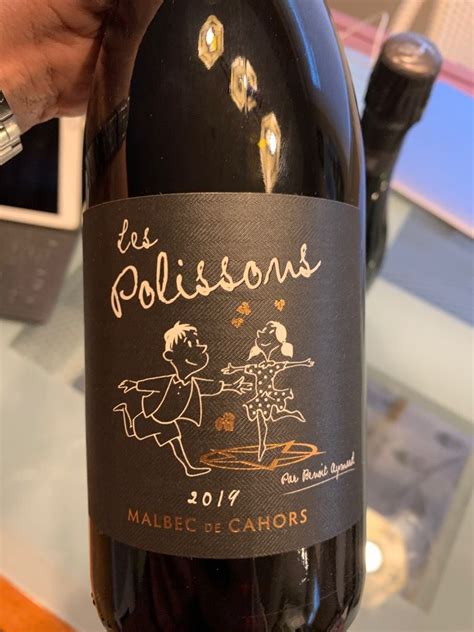 Les
Polissons
Par Benoit Aymard
2019
MALBEC DE CAHORS